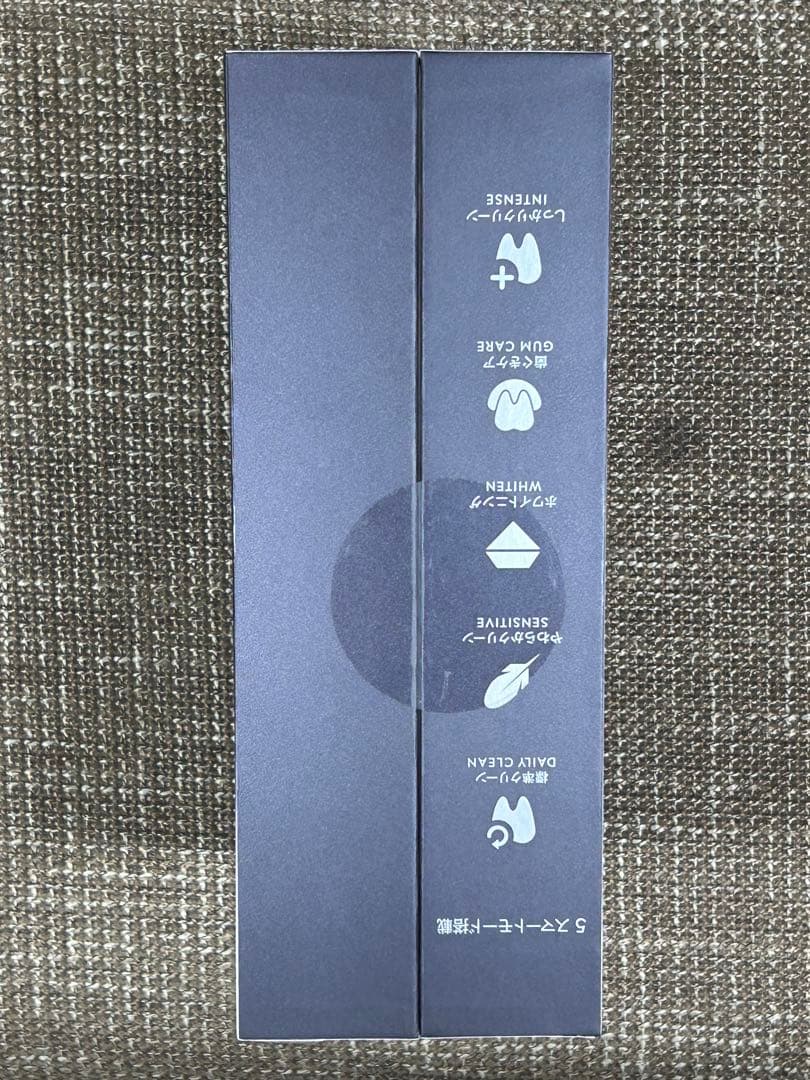 5 スマートモード搭載
標準クリーン
DAILY CLEAN
やわらかクリーン
SENSITIVE
ホワイトニング
WHITEN
歯ぐきケア
GUM CARE
しっかりクリーン
INTENSE